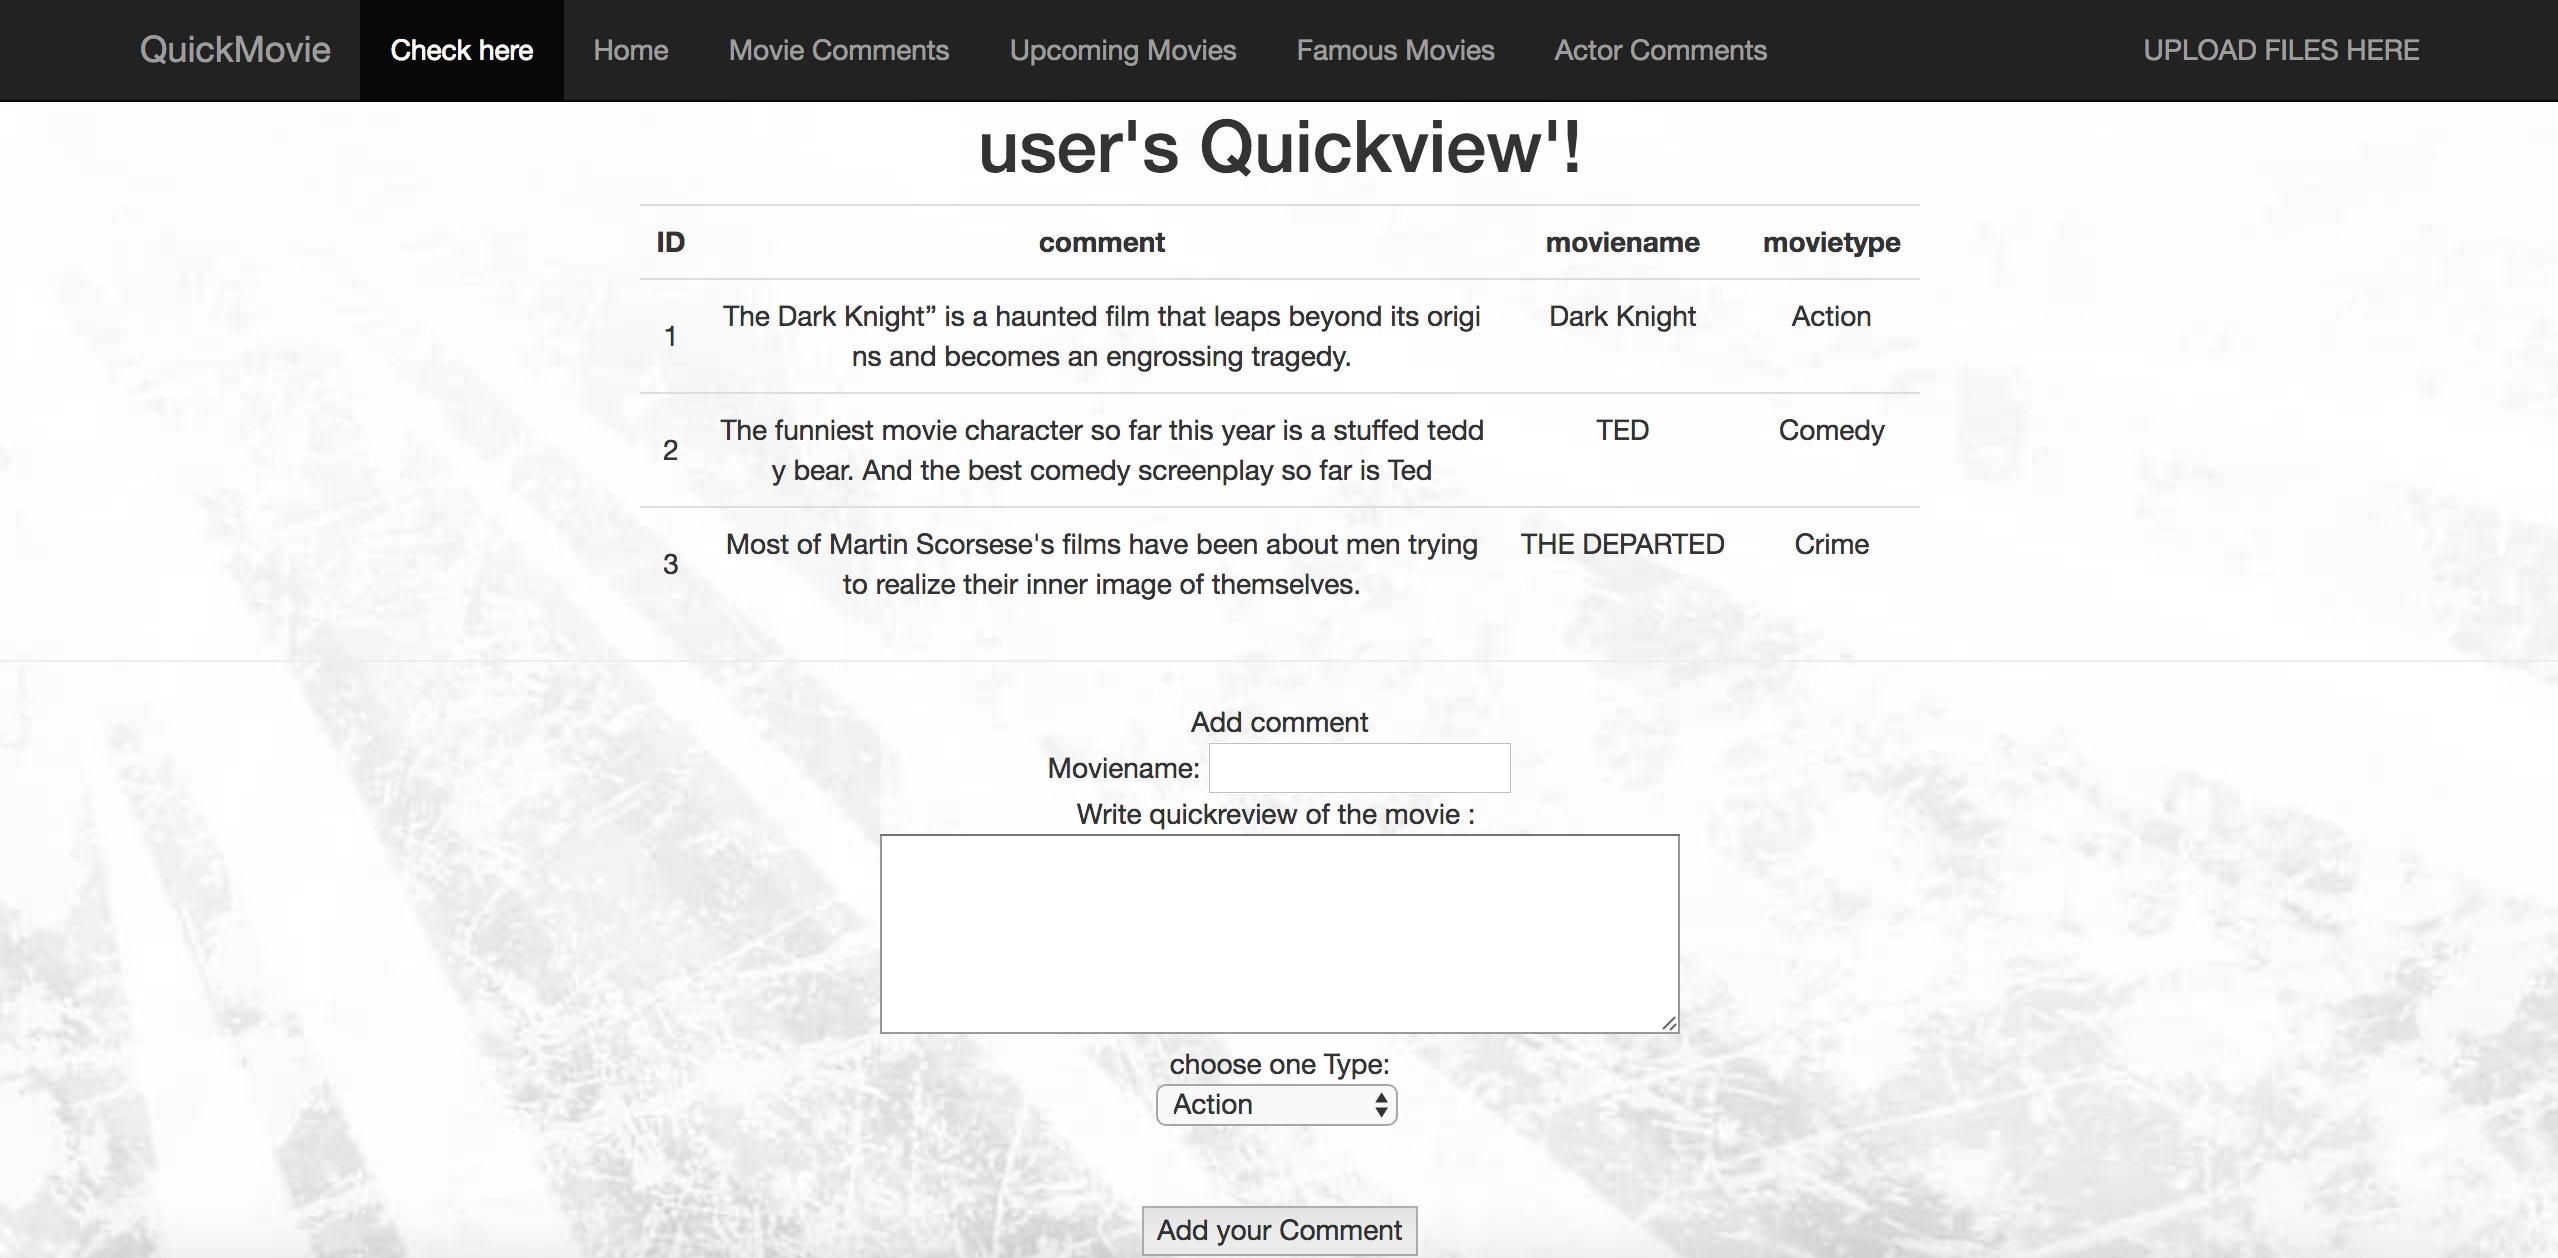 QuickMovie Check here Home Movie Comments Upcoming Movies Famous Movies Actor Comments UPLOAD FILES HERE
user's Quickview'!
ID comment moviename movietype
1 The Dark Knight” is a haunted film that leaps beyond its origi Dark Knight Action
ns and becomes an engrossing tragedy.
2 The funniest movie character so far this year is a stuffed tedd TED Comedy
y bear. And the best comedy screenplay so far is Ted
3 Most of Martin Scorsese's films have been about men trying THE DEPARTED Crime
to realize their inner image of themselves.
Add comment
Moviename:
Write quickreview of the movie :
choose one Type:
Action
Add your Comment